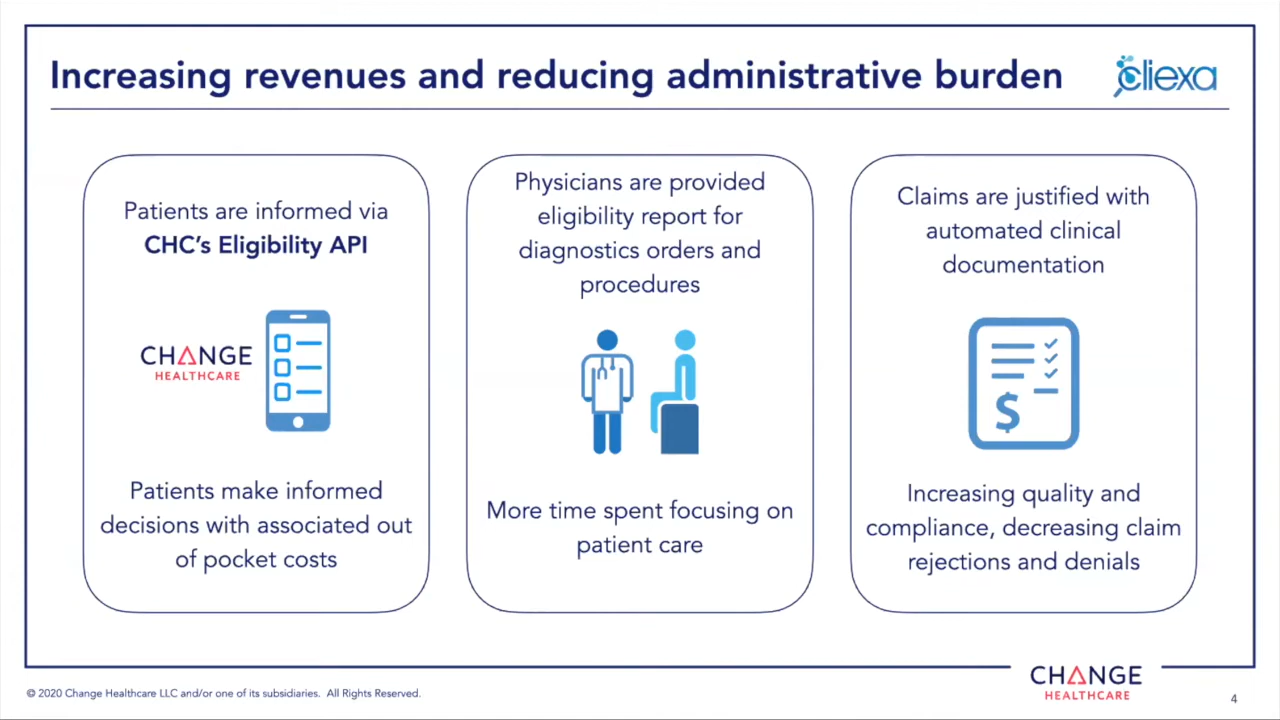 Increasing revenues and reducing administrative burden
cliexa
Patients are informed via
CHC's Eligibility API
CHANGE
HEALTHCARE
Patients make informed
decisions with associated out
of pocket costs
Physicians are provided
eligibility report for
diagnostics orders and
procedures
More time spent focusing on
patient care
Claims are justified with
automated clinical
documentation
$
Increasing quality and
compliance, decreasing claim
rejections and denials
© 2020 Change Healthcare LLC and/or one of its subsidiaries. All Rights Reserved.
CHANGE
HEALTHCARE
4